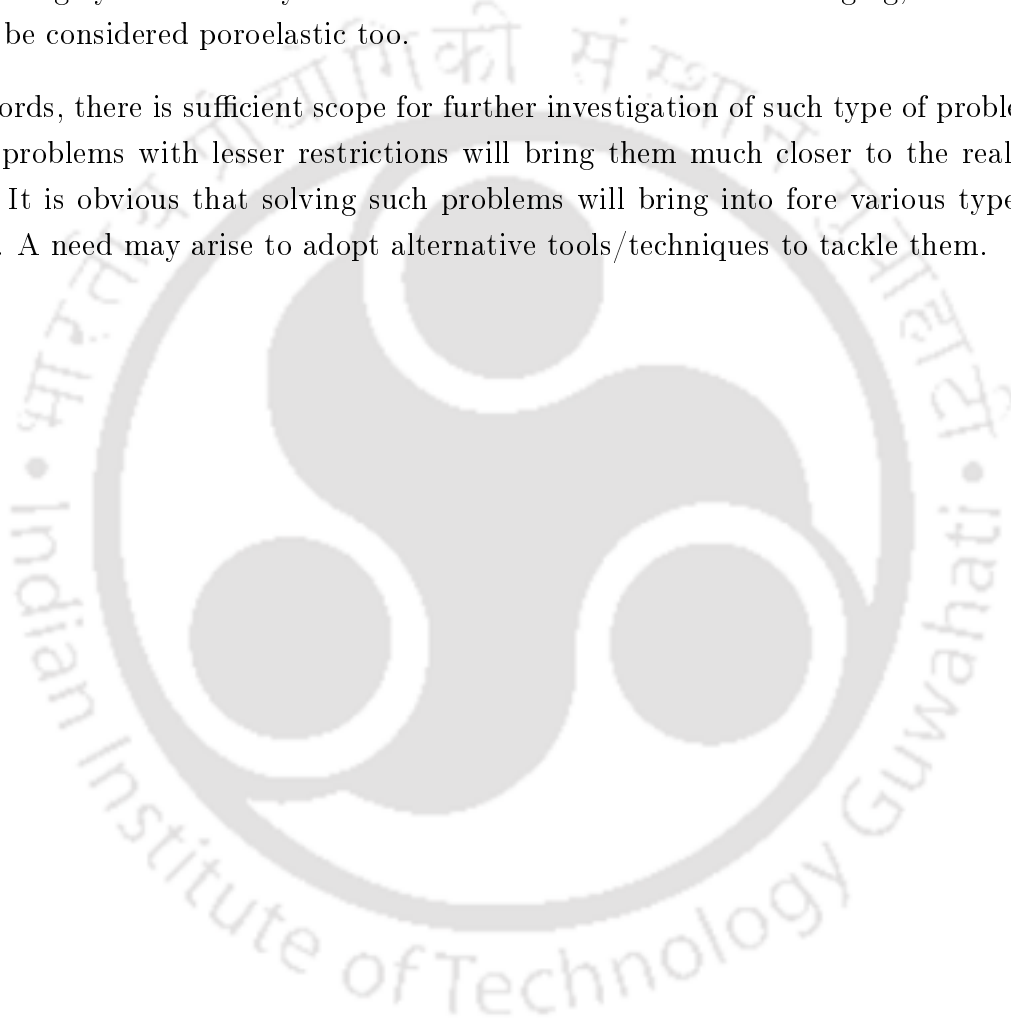 be considered poroelastic too.
ords, there is sufficient scope for further investigation of such type of proble
problems with lesser restrictions will bring them much closer to the real
It is obvious that solving such problems will bring into fore various type
. A need may arise to adopt alternative tools/techniques to tackle them.
भारतीय प्रौद्योगिकी संस्थान गुवाहाटी
• Indian Institute of Technology Guwahati •